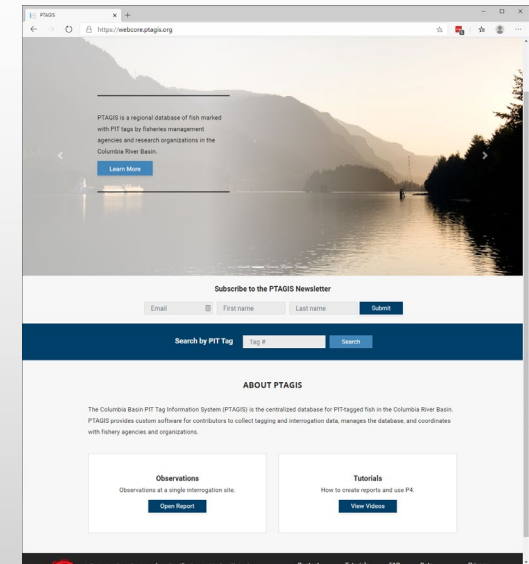 PTAGIS
https://webcore.ptagis.org
PTAGIS is a regional database of fish marked
with PIT tags by fisheries management
agencies and research organizations in the
Columbia River Basin.
Learn More
Subscribe to the PTAGIS Newsletter
Email
First name
Last name
Submit
Search by PIT Tag
Tag #
Search
ABOUT PTAGIS
The Columbia Basin PIT Tag Information System (PTAGIS) is the centralized database for PIT-tagged fish in the Columbia River Basin.
PTAGIS provides custom software for contributors to collect tagging and interrogation data, manages the database, and coordinates
with fishery agencies and organizations.
Observations
Observations at a single interrogation site.
Open Report
Tutorials
How to create reports and use P4.
View Videos